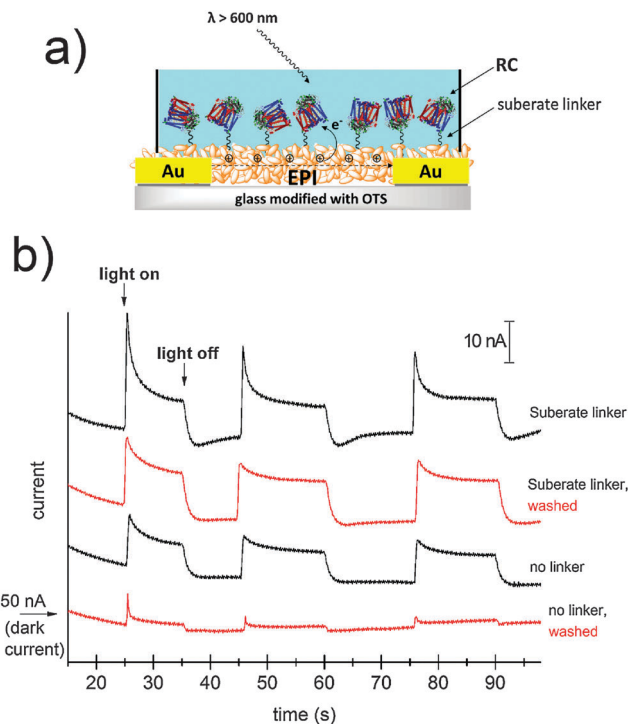 a)
λ > 600 nm
RC
suberate linker
e-
Au
EPI
Au
glass modified with OTS
b)
light on
light off
10 nA
Suberate linker
Suberate linker,
washed
no linker
no linker,
washed
current
50 nA
(dark
current)
20 30 40 50 60 70 80 90
time (s)